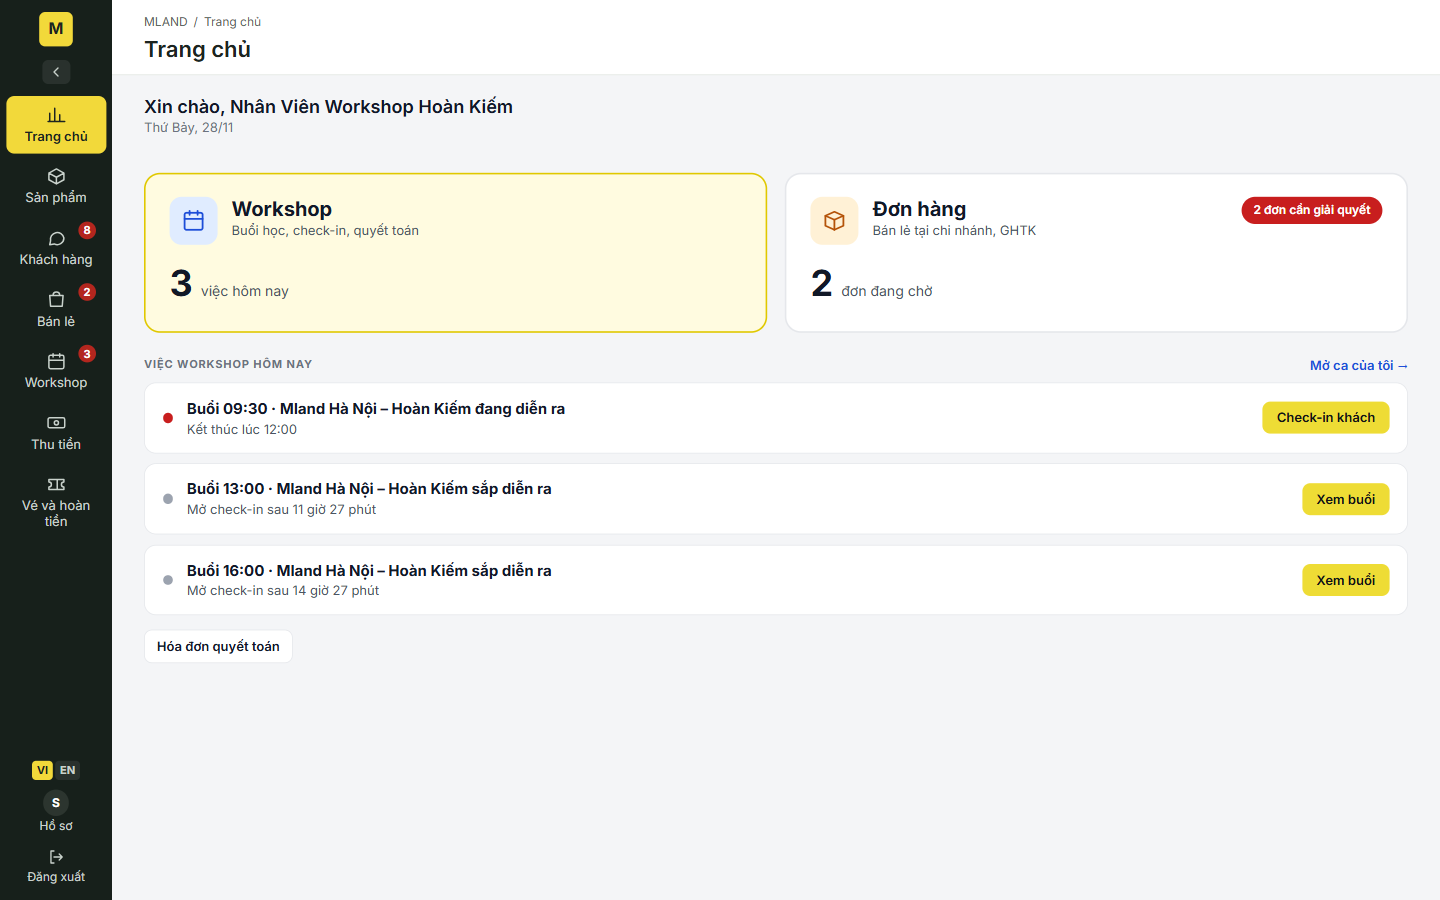 M
Trang chủ
Sản phẩm
8
Khách hàng
2
Bán lẻ
3
Workshop
Thu tiền
Vé và hoàn
tiền
VI EN
S
Hồ sơ
Đăng xuất
MLAND / Trang chủ
Trang chủ
Xin chào, Nhân Viên Workshop Hoàn Kiếm
Thứ Bảy, 28/11
Workshop
Buổi học, check-in, quyết toán
3 việc hôm nay
Đơn hàng
Bán lẻ tại chi nhánh, GHTK
2 đơn cần giải quyết
2 đơn đang chờ
VIỆC WORKSHOP HÔM NAY
Mở ca của tôi →
Buổi 09:30 · Mland Hà Nội – Hoàn Kiếm đang diễn ra
Kết thúc lúc 12:00
Check-in khách
Buổi 13:00 · Mland Hà Nội – Hoàn Kiếm sắp diễn ra
Mở check-in sau 11 giờ 27 phút
Xem buổi
Buổi 16:00 · Mland Hà Nội – Hoàn Kiếm sắp diễn ra
Mở check-in sau 14 giờ 27 phút
Xem buổi
Hóa đơn quyết toán